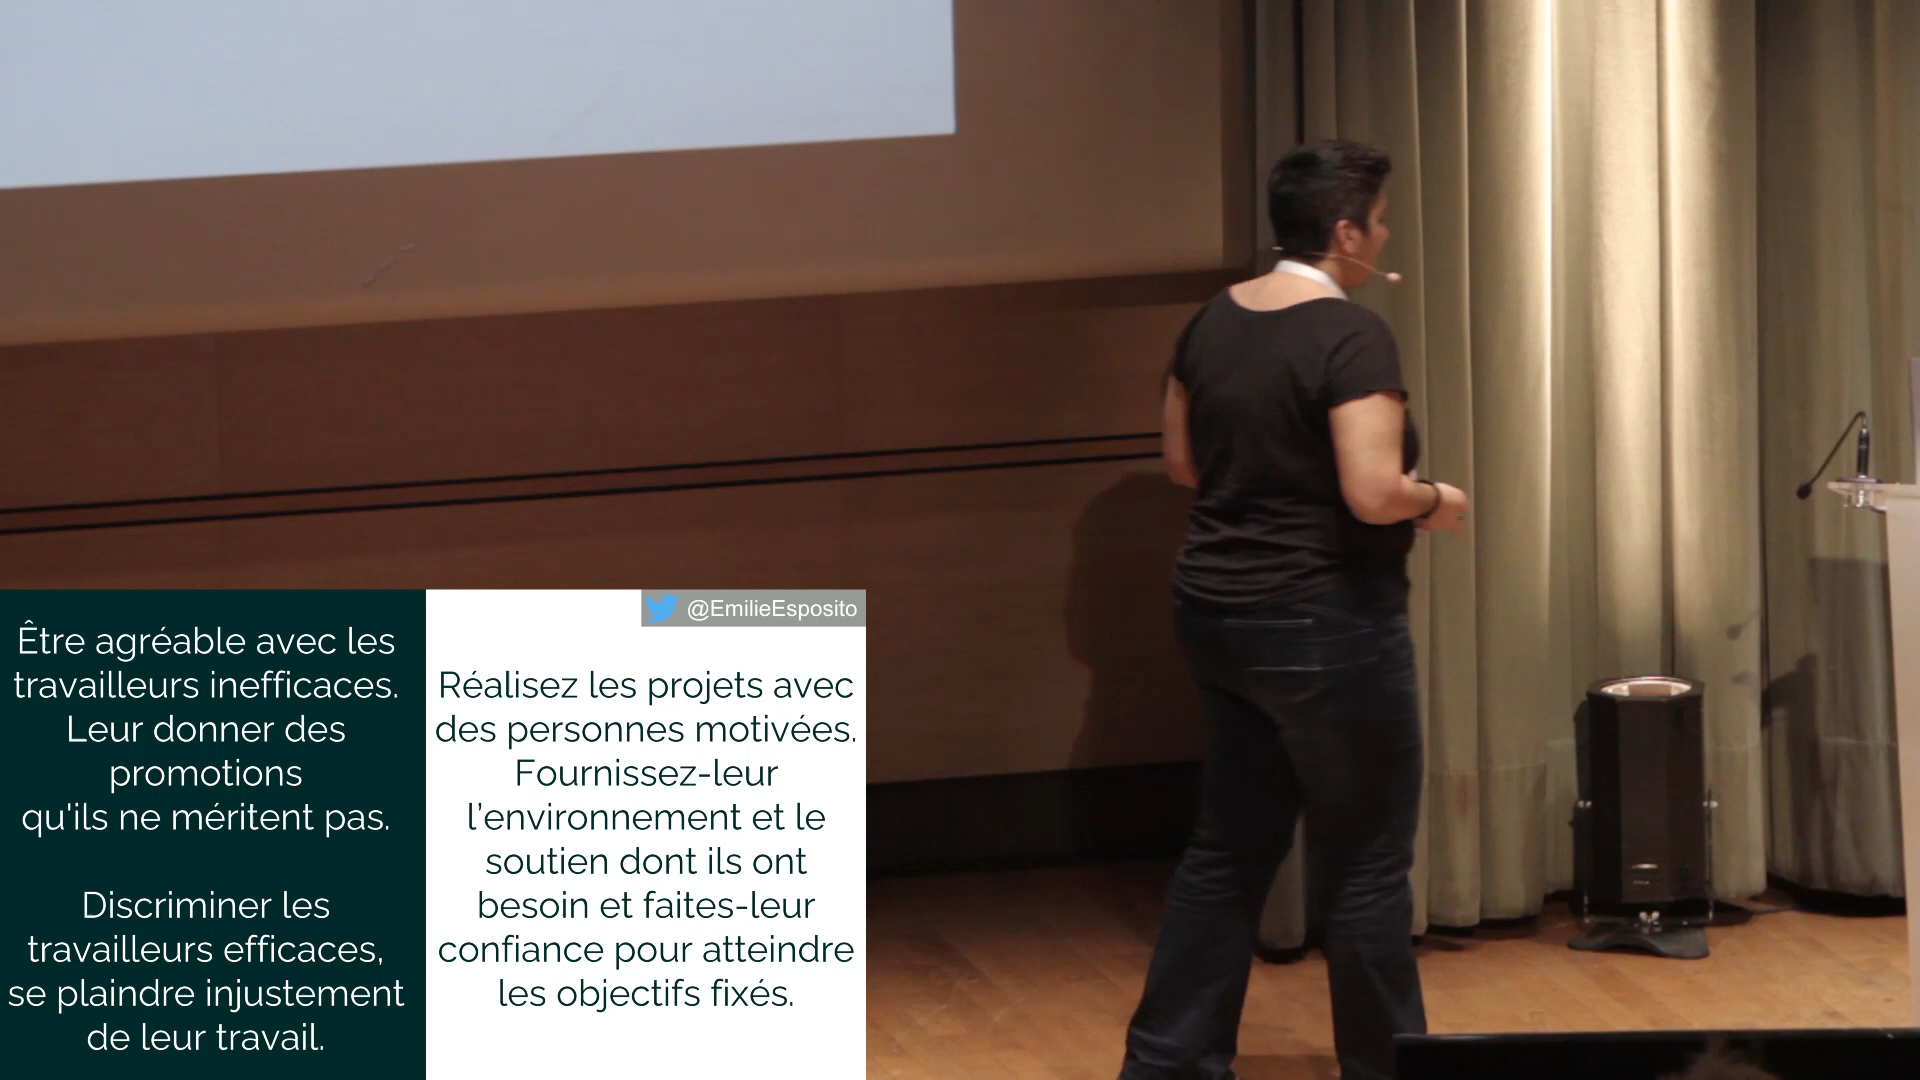 Être agréable avec les
travailleurs inefficaces.
Leur donner des
promotions
qu'ils ne méritent pas.
Discriminer les
travailleurs efficaces,
se plaindre injustement
de leur travail.
@EmilieEsposito
Réalisez les projets avec
des personnes motivées.
Fournissez-leur
l’environnement et le
soutien dont ils ont
besoin et faites-leur
confiance pour atteindre
les objectifs fixés.